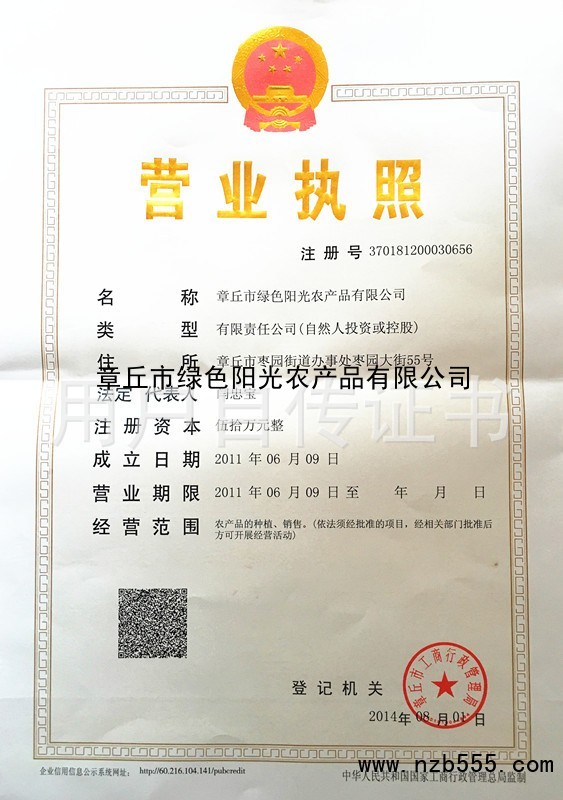 营业执照
注册号 370181200030656
名称 章丘市绿色阳光农产品有限公司
类型 有限责任公司(自然人投资或控股)
住所 章丘市枣园街道办事处枣园大街55号
章丘市绿色阳光农产品有限公司
法定代表人
用户自传证书
注册资本 伍拾万元整
成立日期 2011 年 06 月 09 日
营业期限 2011 年 06 月 09 日 至 年 月 日
经营范围 农产品的种植、销售。(依法须经批准的项目，经相关部门批准后
方可开展经营活动)
章丘市工商行政管理局
登记机关
2014年 08 月 01 日
www.nzb555.com
企业信用信息公示系统网址： http://60.216.104.141/pubcredit
中华人民共和国国家工商行政管理总局监制